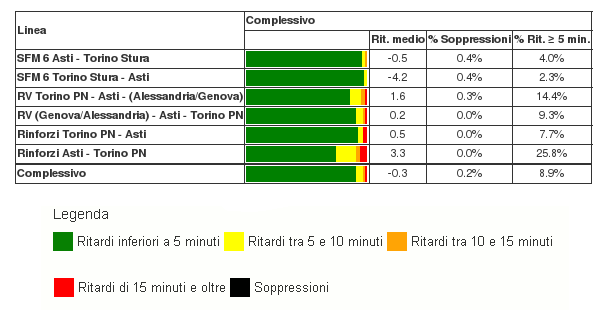 Linea Complessivo
Rit. medio % Soppressioni % Rit. ≥ 5 min.
SFM 6 Asti - Torino Stura -0.5 0.4% 4.0%
SFM 6 Torino Stura - Asti -4.2 0.4% 2.3%
RV Torino PN - Asti - (Alessandria/Genova) 1.6 0.3% 14.4%
RV (Genova/Alessandria) - Asti - Torino PN 0.2 0.0% 9.3%
Rinforzi Torino PN - Asti 0.5 0.0% 7.7%
Rinforzi Asti - Torino PN 3.3 0.0% 25.8%
Complessivo -0.3 0.2% 8.9%
Legenda
Ritardi inferiori a 5 minuti Ritardi tra 5 e 10 minuti Ritardi tra 10 e 15 minuti
Ritardi di 15 minuti e oltre Soppressioni